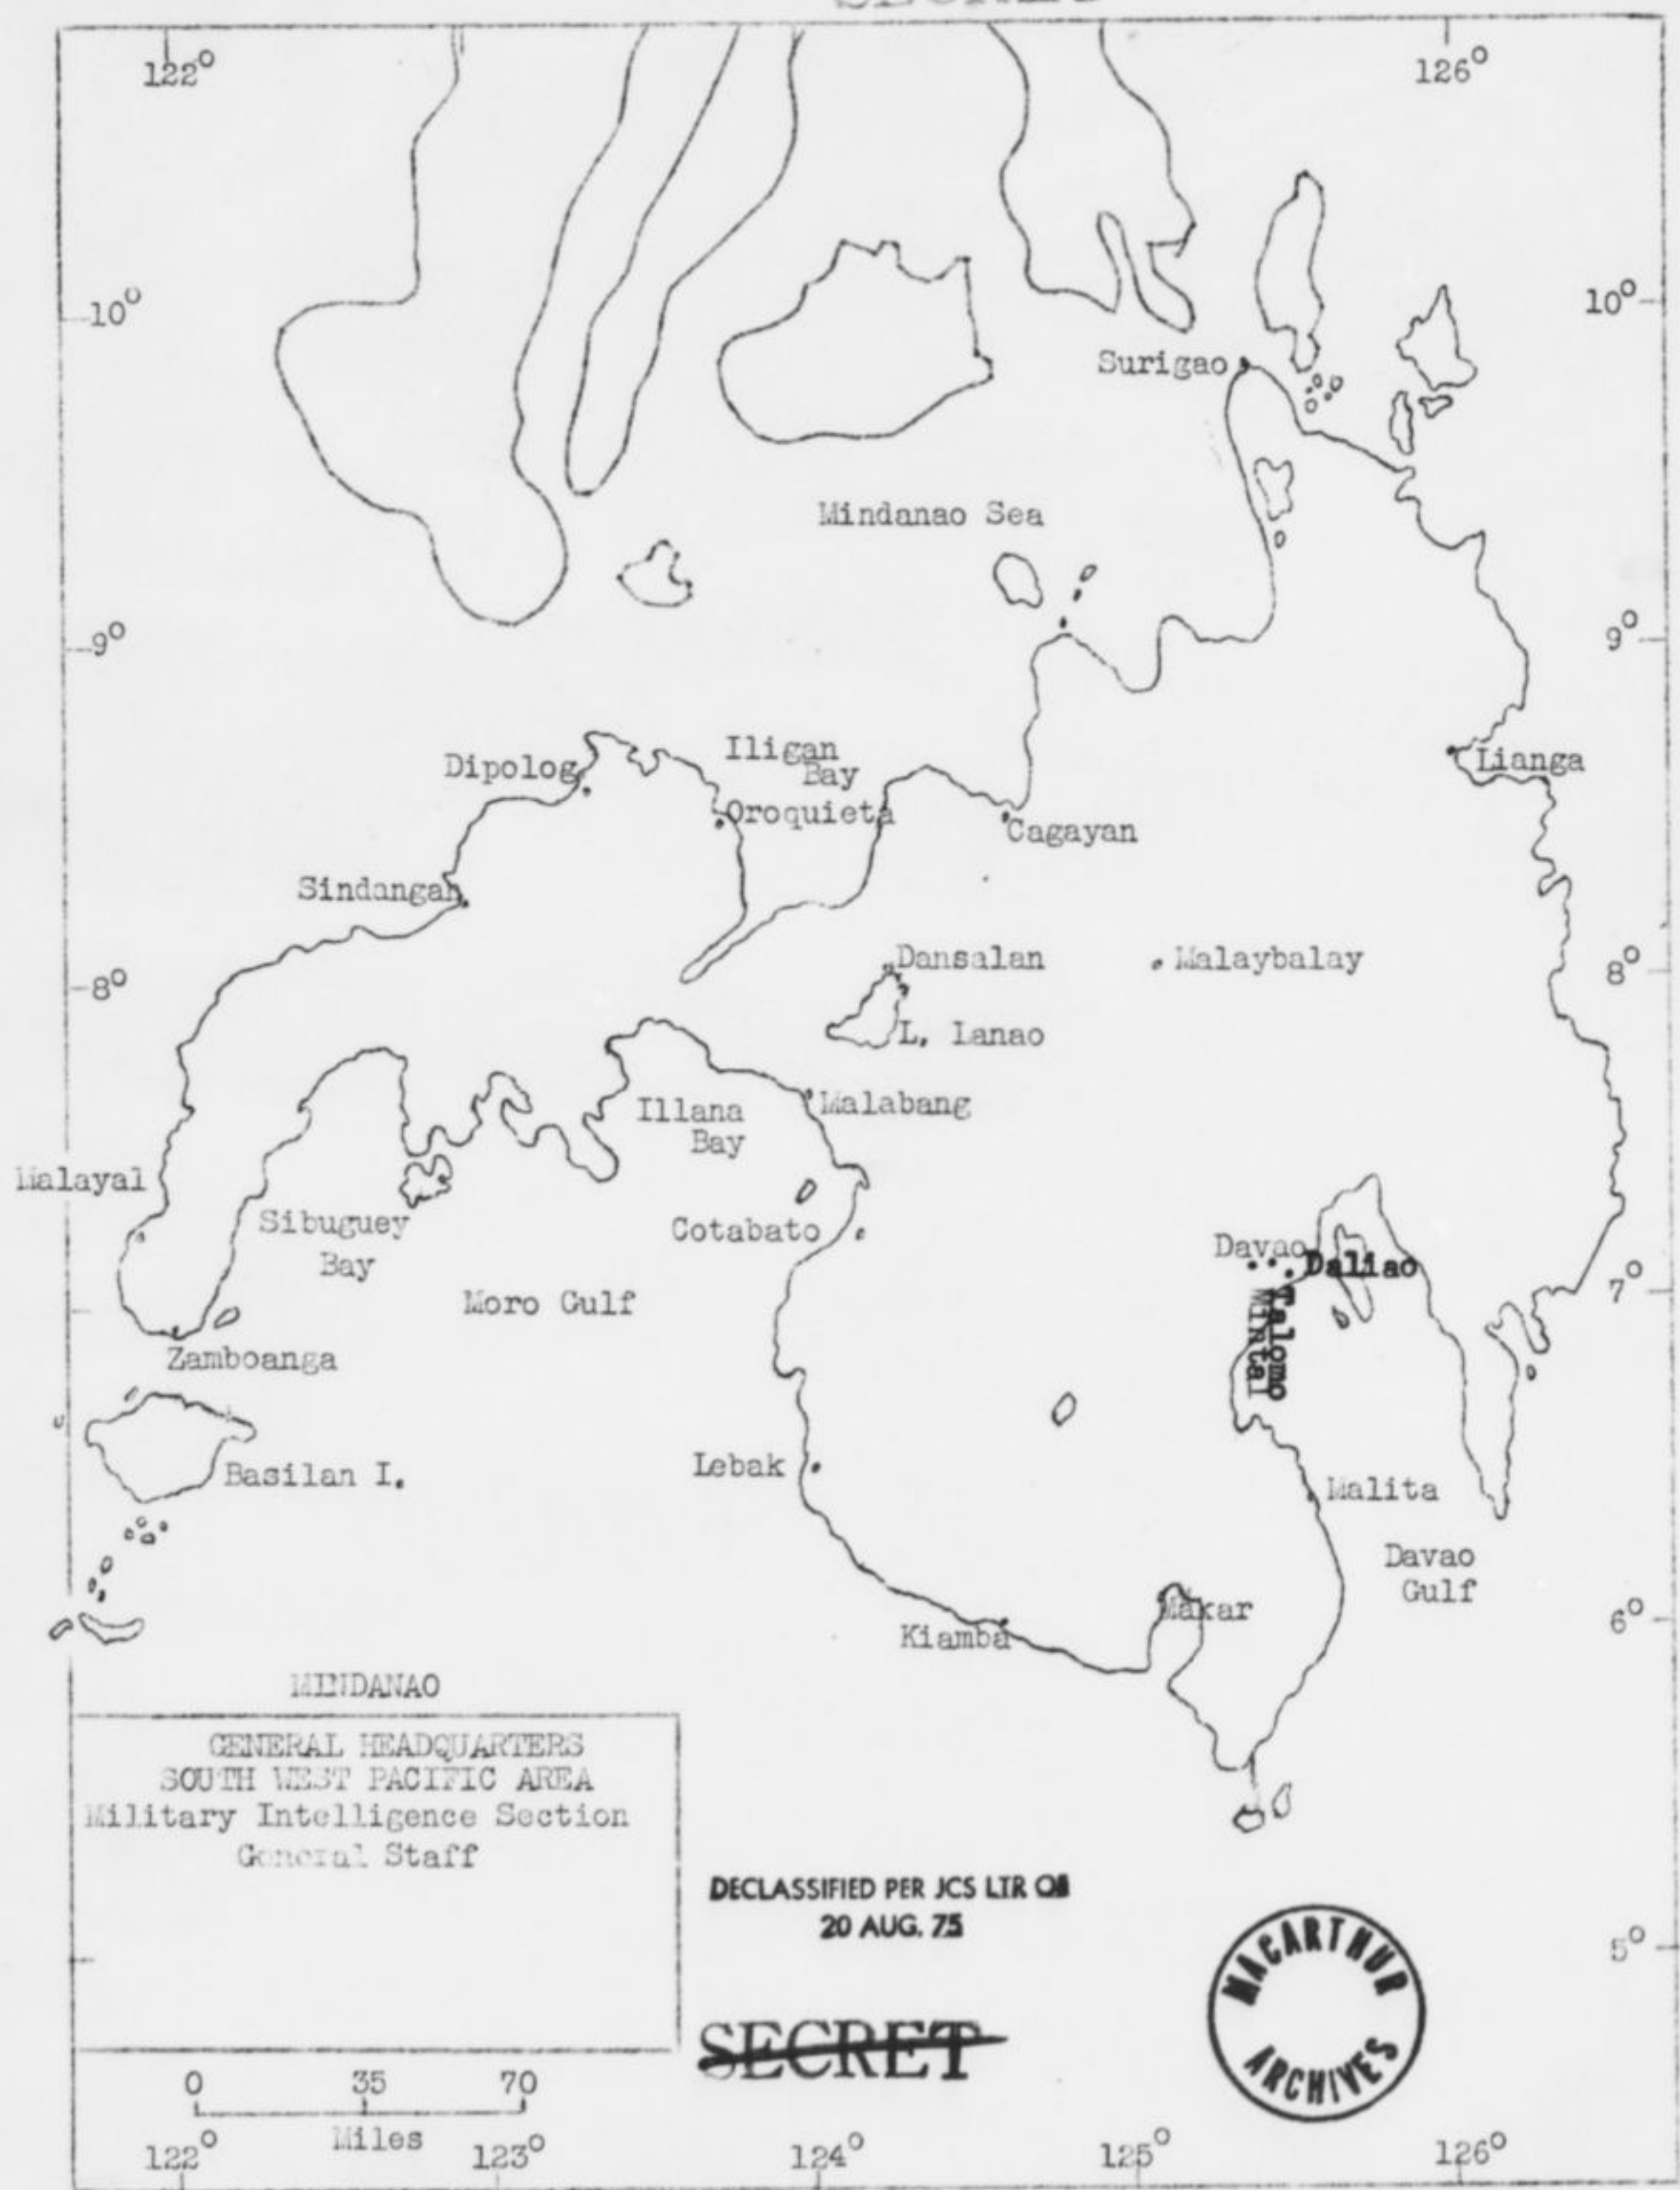 122°
126°
10°
10°
Surigao
Mindanao Sea
9°
9°
Iligan
Bay
Dipolog
Lianga
Oroquieta
Cagayan
Sindangan
Dansalan
Malaybalay
8°
8°
L. Lanao
Malabang
Illana
Bay
Malayal
Sibuguey
Bay
Cotabato
Davao
Daliao
7°
Talomo
Mintal
Moro Gulf
Zamboanga
Lebak
Basilan I.
Malita
Davao
Gulf
Makar
6°
Kiamba
MINDANAO
GENERAL HEADQUARTERS
SOUTH WEST PACIFIC AREA
Military Intelligence Section
General Staff
DECLASSIFIED PER JCS LTR OF
20 AUG. 75
MACARTHUR
ARCHIVES
5°
SECRET
0 35 70
Miles
122°
123°
124°
125°
126°